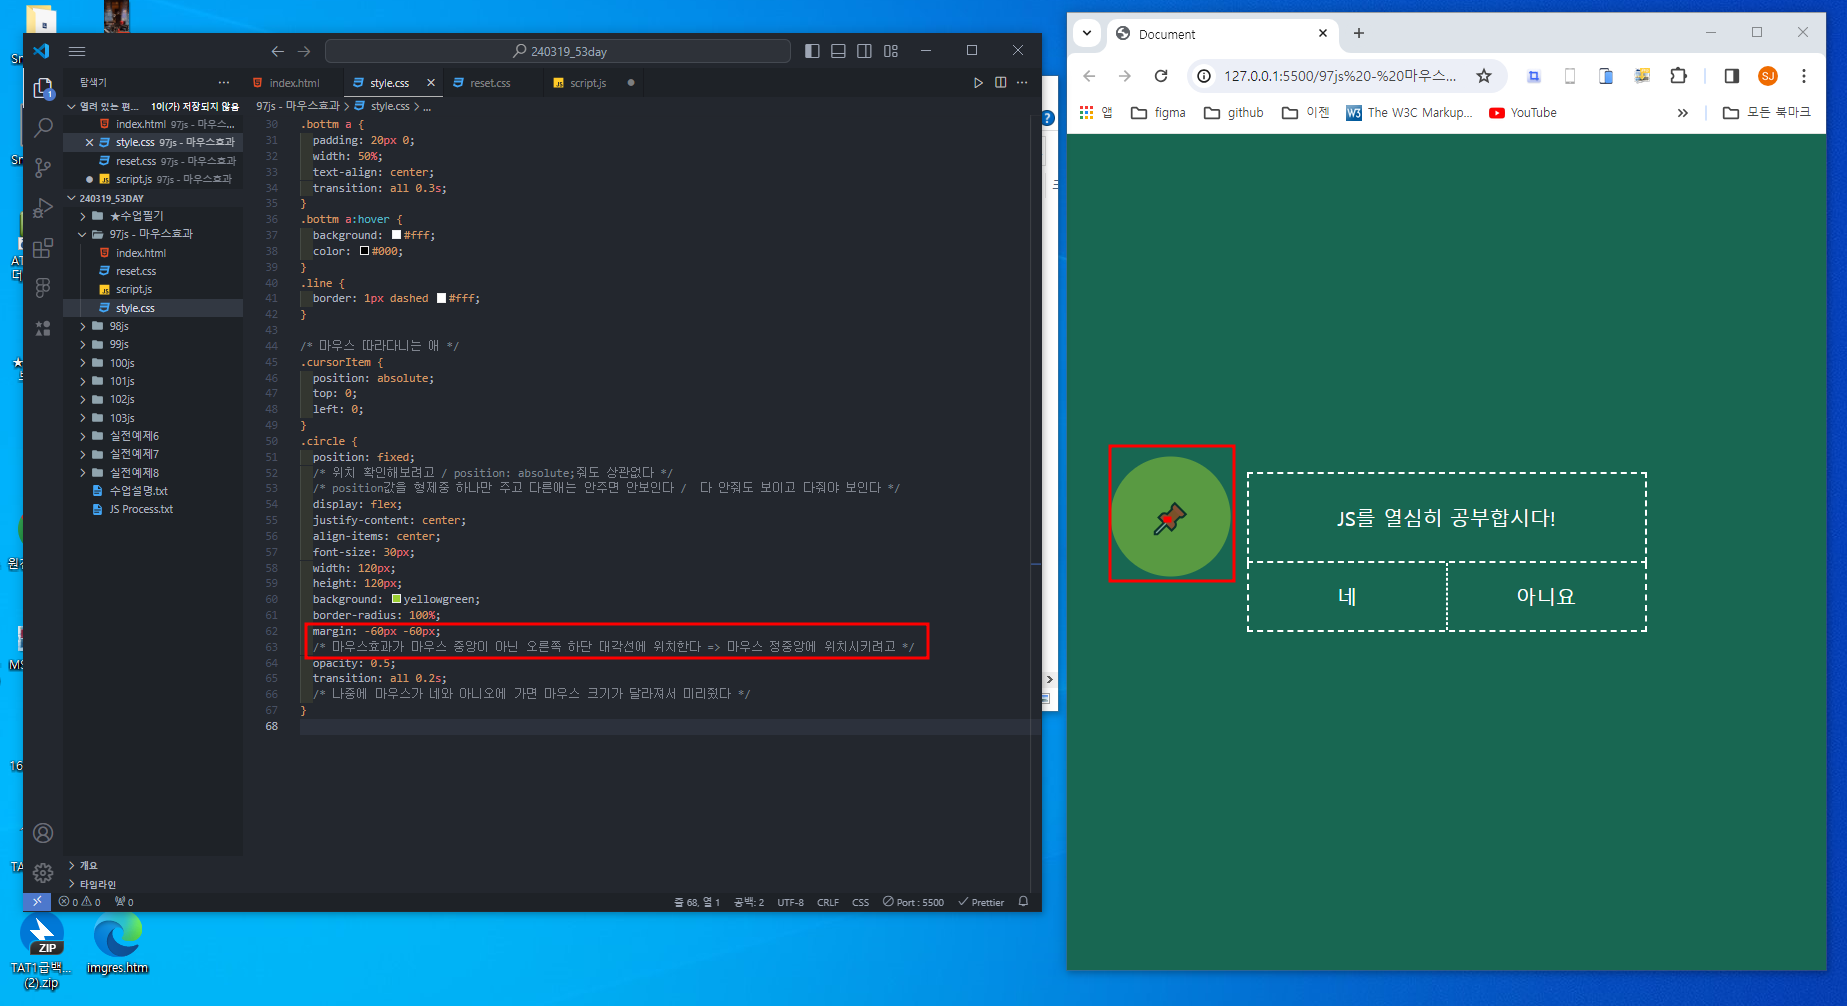 240319_53day
탐색기
index.html
style.css
reset.css
script.js
열려 있는 편... 1이(가) 저장되지 않음
index.html 97js - 마우스...
style.css 97js - 마우스효과
reset.css 97js - 마우스효과
script.js 97js - 마우스효과
240319_53DAY
★수업필기
97js - 마우스효과
index.html
reset.css
script.js
style.css
98js
99js
100js
101js
102js
103js
실전예제6
실전예제7
실전예제8
수업설명.txt
JS Process.txt
개요
타임라인
97js - 마우스효과 > style.css > ...
30 .bottm a {
31 padding: 20px 0;
32 width: 50%;
33 text-align: center;
34 transition: all 0.3s;
35 }
36 .bottm a:hover {
37 background: #fff;
38 color: #000;
39 }
40 .line {
41 border: 1px dashed #fff;
42 }
43
44 /* 마우스 따라다니는 애 */
45 .cursorItem {
46 position: absolute;
47 top: 0;
48 left: 0;
49 }
50 .circle {
51 position: fixed;
52 /* 위치 확인해보려고 / position: absolute;줘도 상관없다 */
53 /* position값을 형제중 하나만 주고 다른애는 안주면 안보인다 / 다 안줘도 보이고 다줘야 보인다 */
54 display: flex;
55 justify-content: center;
56 align-items: center;
57 font-size: 30px;
58 width: 120px;
59 height: 120px;
60 background: yellowgreen;
61 border-radius: 100%;
62 margin: -60px -60px;
63 /* 마우스효과가 마우스 중앙이 아닌 오른쪽 하단 대각선에 위치한다 => 마우스 정중앙에 위치시키려고 */
64 opacity: 0.5;
65 transition: all 0.2s;
66 /* 나중에 마우스가 네와 아니오에 가면 마우스 크기가 달라져서 미리줬다 */
67 }
68
0 0 0
줄 68, 열 1 공백: 2 UTF-8 CRLF CSS Port : 5500 Prettier
ZIP
TAT1급백...
(2).zip
imgres.htm
Document
127.0.0.1:5500/97js%20-%20마우스...
SJ
앱 figma github 이젠 The W3C Markup... YouTube » 모든 북마크
JS를 열심히 공부합시다!
네 아니요